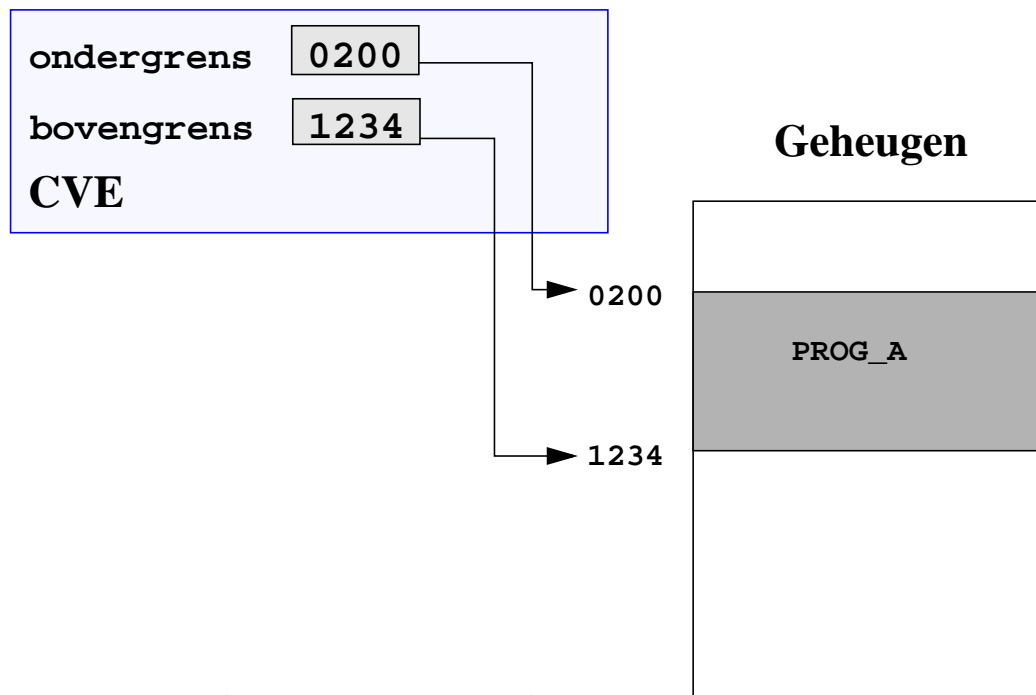 ondergrens 0200
bovengrens 1234
CVE
Geheugen
0200
PROG_A
1234